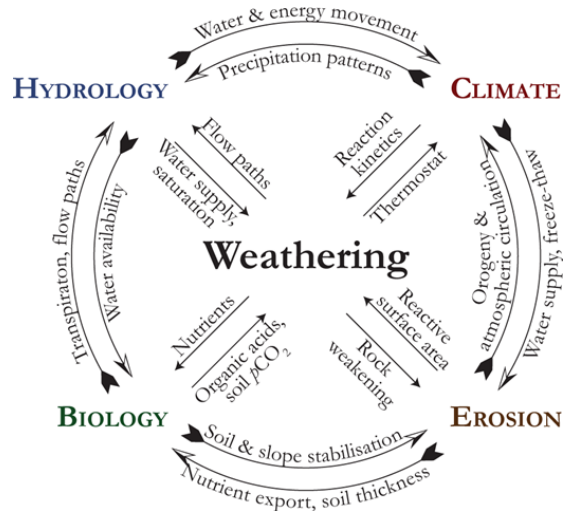 Water & energy movement
Precipitation patterns
HYDROLOGY
CLIMATE
Flow paths
Water supply,
saturation
Reaction
kinetics
Thermostat
Transpiraton, flow paths
Water availability
Orogeny &
atmospheric circulation
Water supply, freeze-thaw
Weathering
Nutrients
Organic acids,
soil pCO₂
Reactive
surface area
Rock
weakening
BIOLOGY
EROSION
Soil & slope stabilisation
Nutrient export, soil thickness